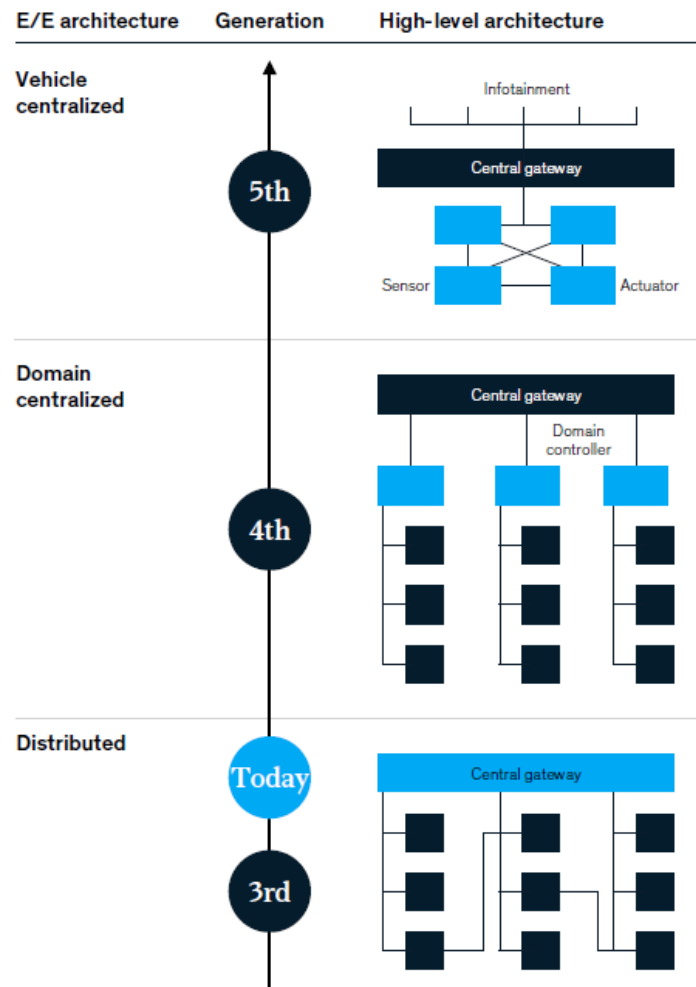 E/E architecture Generation High-level architecture
Vehicle
centralized
Infotainment
5th
Central gateway
Sensor
Actuator
Domain
centralized
Central gateway
Domain
controller
4th
Distributed
Today
Central gateway
3rd